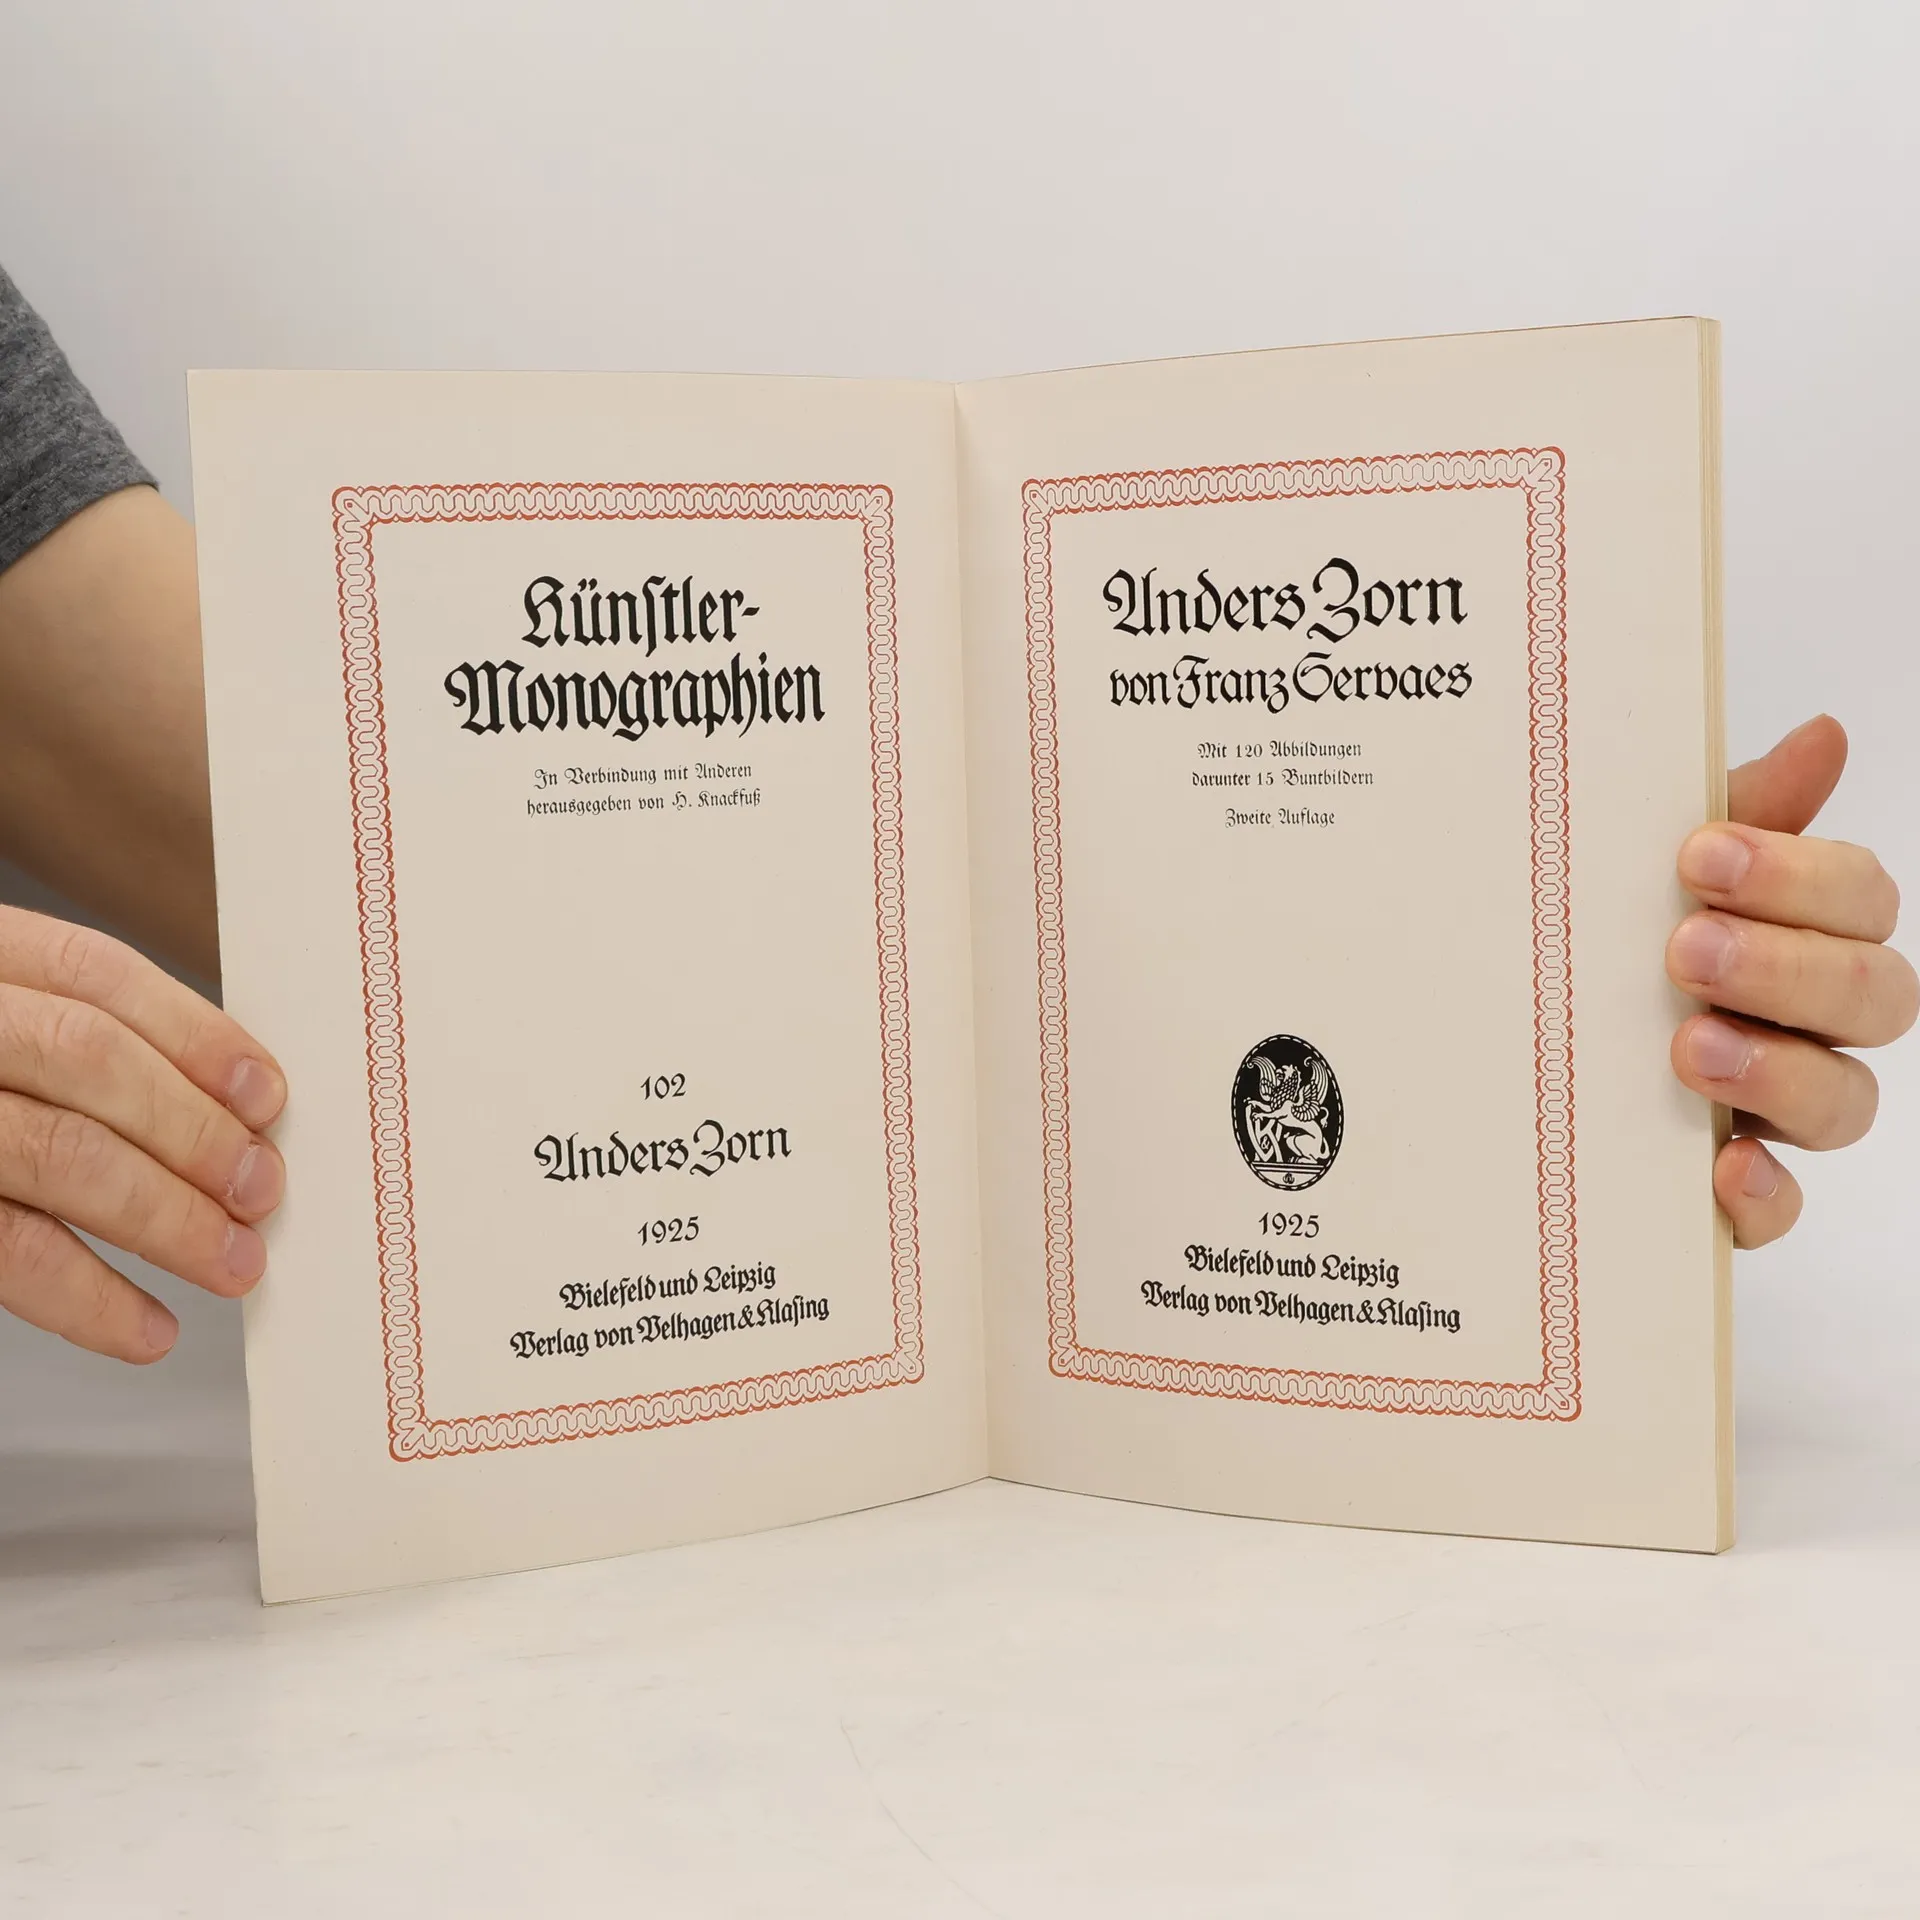 Künſtler-
Monographien
In Verbindung mit Anderen
herausgegeben von H. Knackfuß
102
Anders Zorn
1925
Bielefeld und Leipzig
Verlag von Velhagen & Klaſing
Anders Zorn
von Franz Servaes
Mit 120 Abbildungen
darunter 15 Buntbildern
Zweite Auflage
V&K
1925
Bielefeld und Leipzig
Verlag von Velhagen & Klaſing